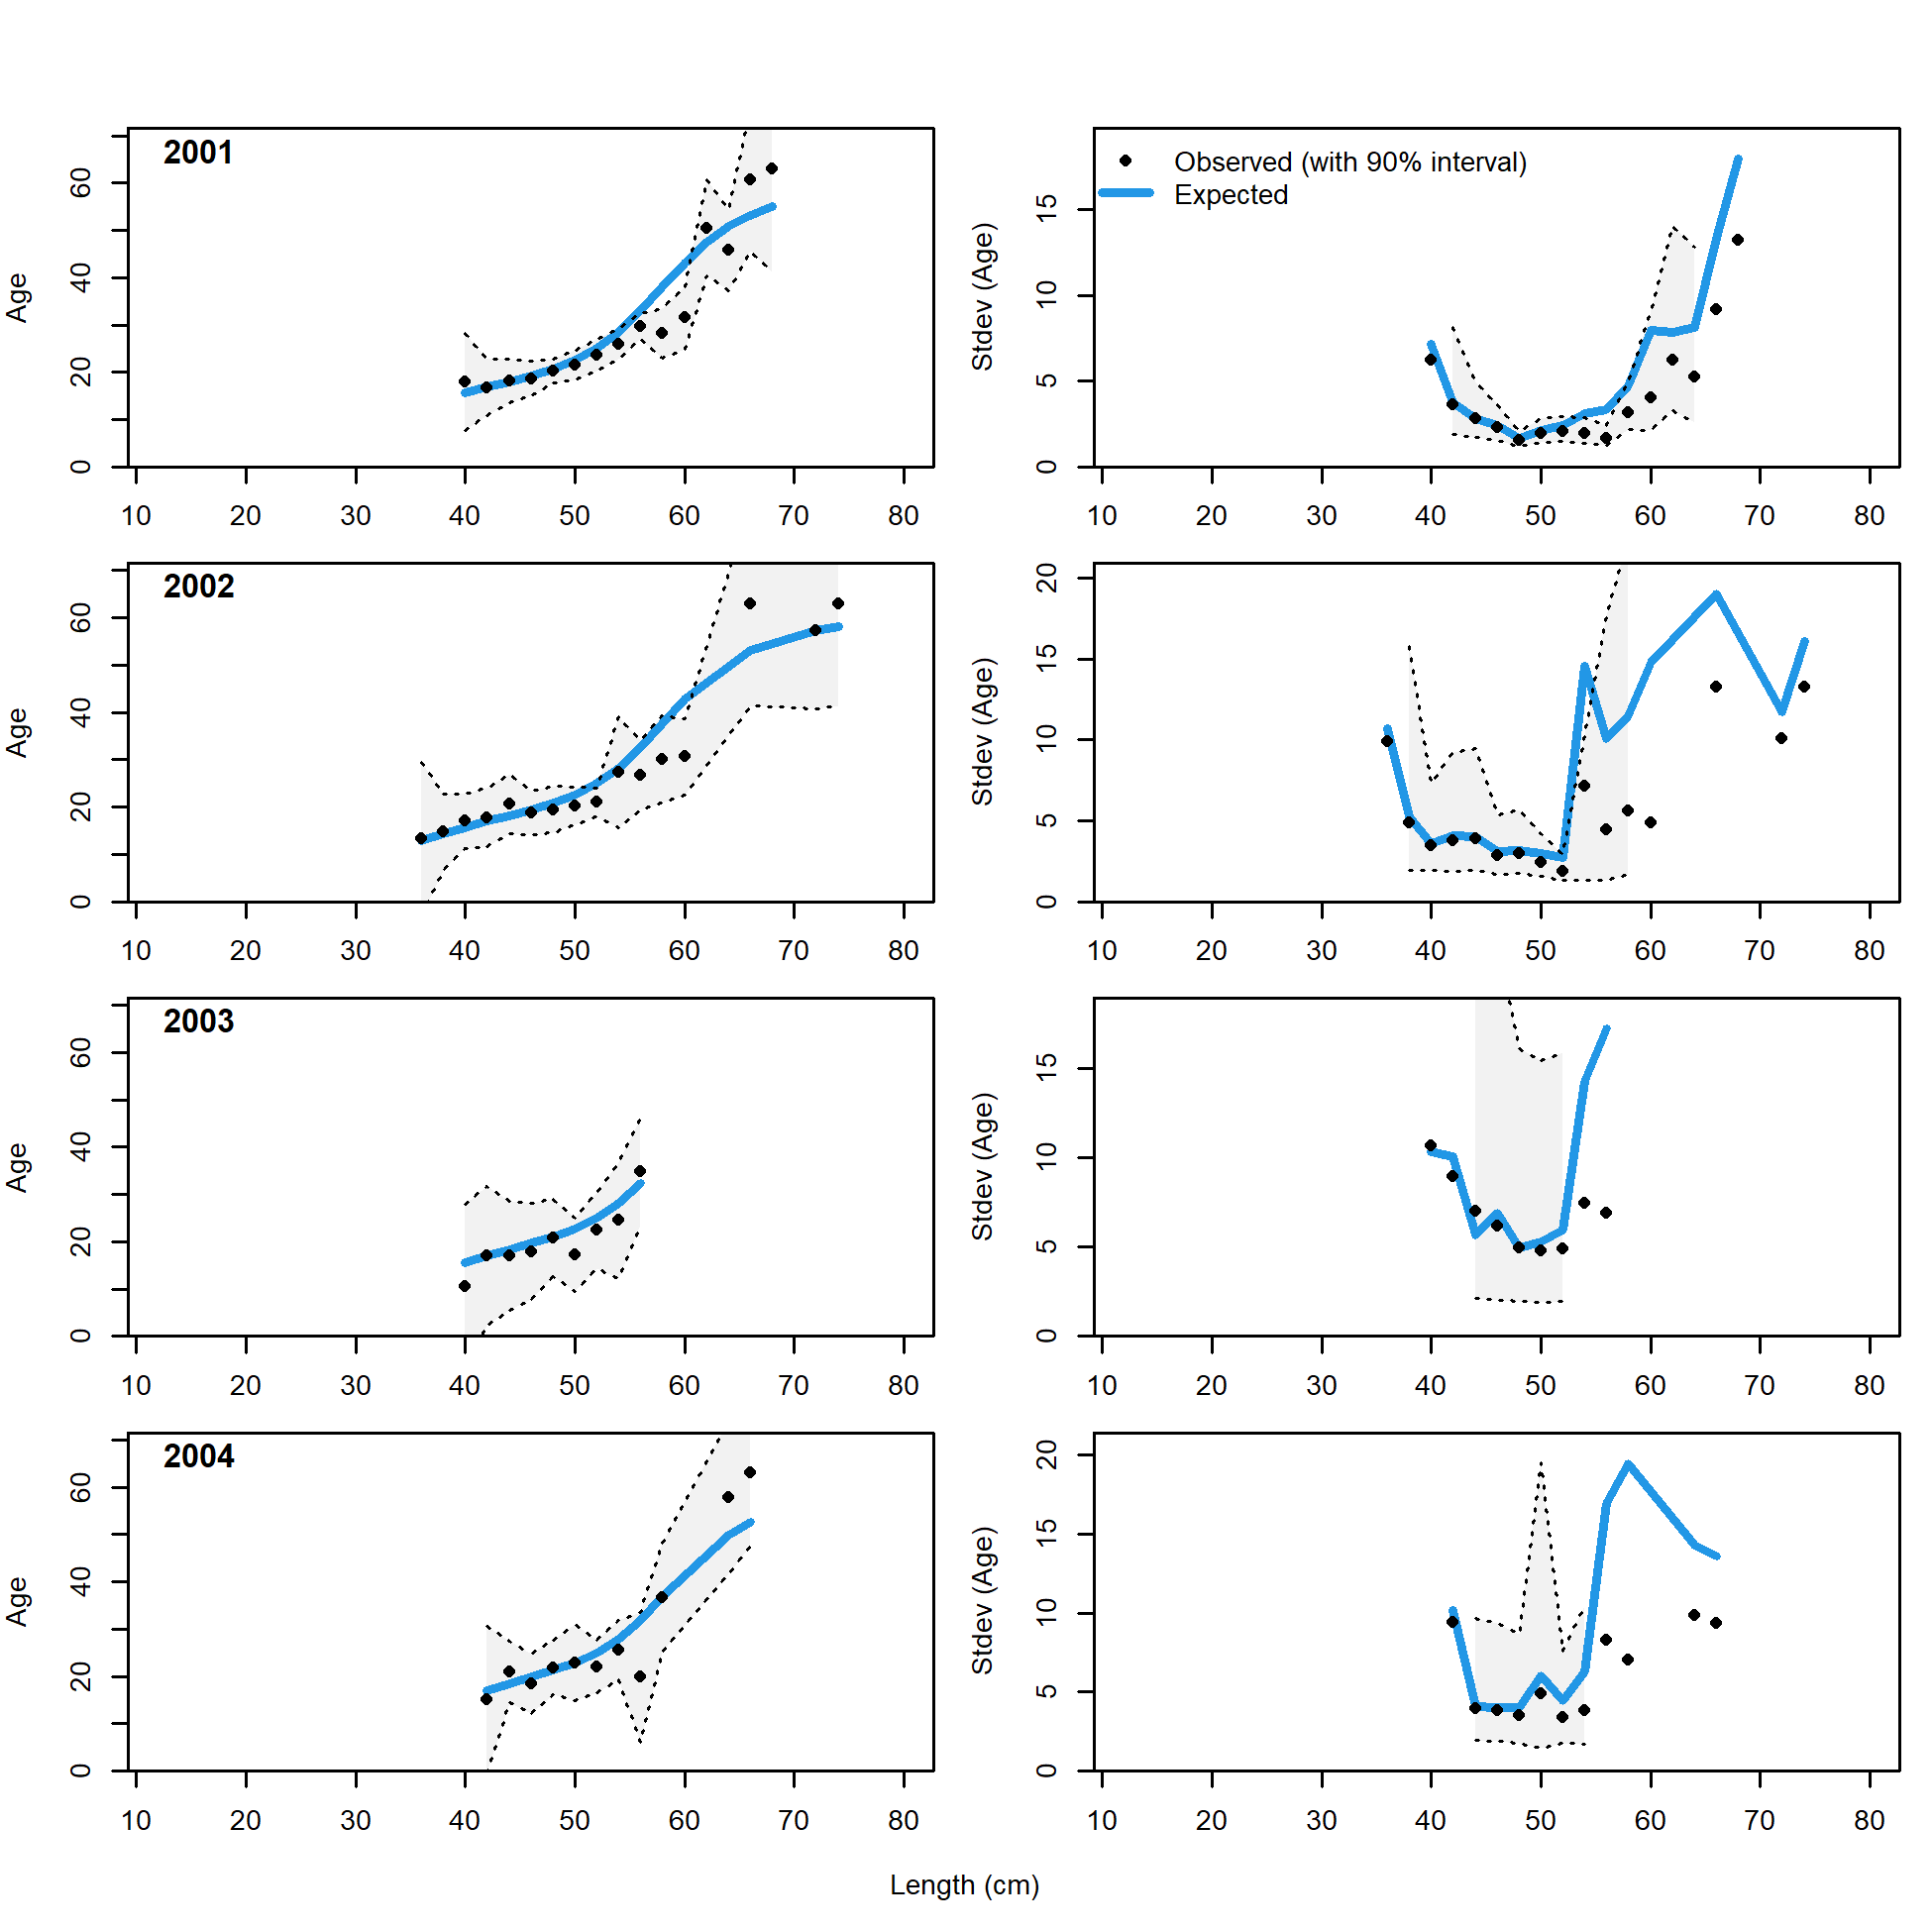 2001
Age
0 20 40 60
10 20 30 40 50 60 70 80
Observed (with 90% interval)
Expected
Stdev (Age)
0 5 10 15
10 20 30 40 50 60 70 80
2002
Age
0 20 40 60
10 20 30 40 50 60 70 80
Stdev (Age)
0 5 10 15 20
10 20 30 40 50 60 70 80
2003
Age
0 20 40 60
10 20 30 40 50 60 70 80
Stdev (Age)
0 5 10 15
10 20 30 40 50 60 70 80
2004
Age
0 20 40 60
10 20 30 40 50 60 70 80
Stdev (Age)
0 5 10 15 20
10 20 30 40 50 60 70 80
Length (cm)